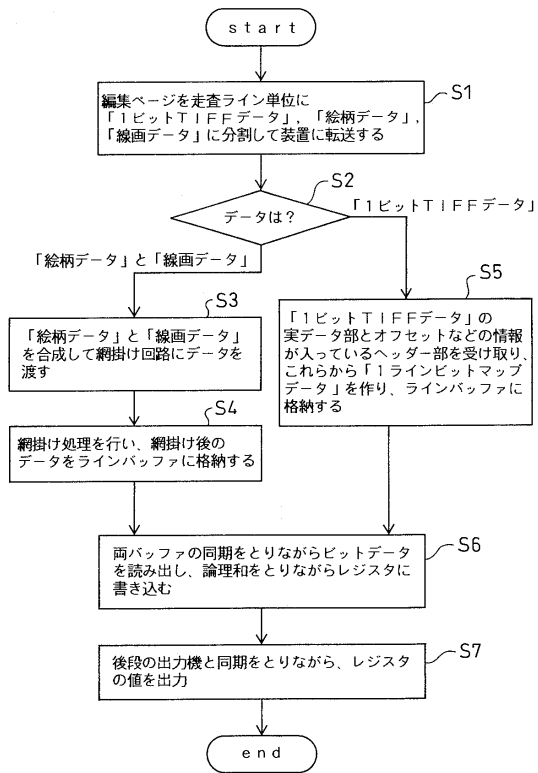 ｓｔａｒｔ
S1
編集ページを走査ライン単位に
「１ビットＴＩＦＦデータ」，「絵柄データ」，
「線画データ」に分割して装置に転送する
S2
データは？
「１ビットＴＩＦＦデータ」
「絵柄データ」と「線画データ」
S3
「絵柄データ」と「線画データ」
を合成して網掛け回路にデータを
渡す
S5
「１ビットＴＩＦＦデータ」の
実データ部とオフセットなどの情報
が入っているヘッダー部を受け取り、
これらから「１ラインビットマップ
データ」を作り、ラインバッファに
格納する
S4
網掛け処理を行い、網掛け後の
データをラインバッファに格納する
S6
両バッファの同期をとりながらビットデータ
を読み出し、論理和をとりながらレジスタに
書き込む
S7
後段の出力機と同期をとりながら、レジスタ
の値を出力
ｅｎｄ